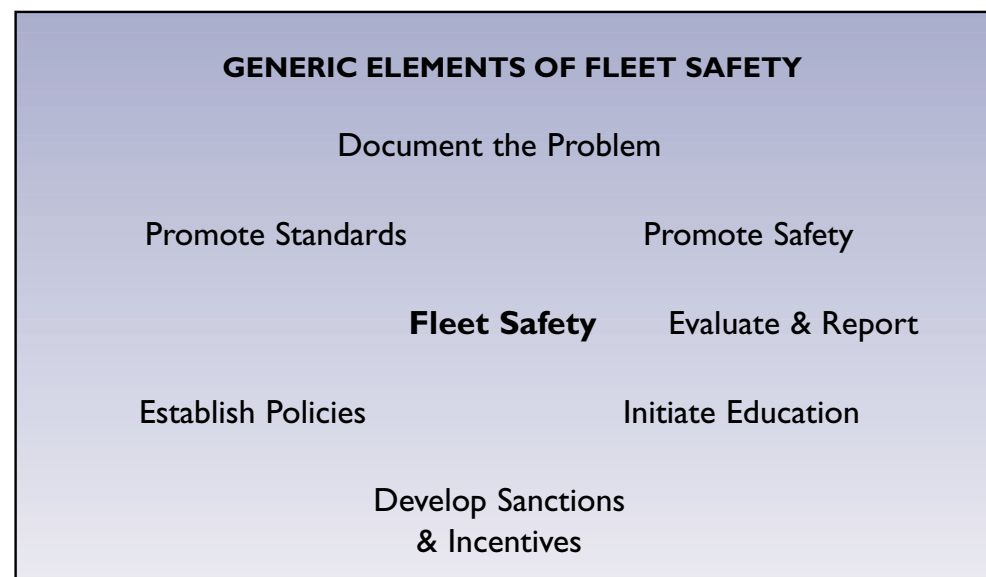 GENERIC ELEMENTS OF FLEET SAFETY
Document the Problem
Promote Standards Promote Safety
Fleet Safety Evaluate & Report
Establish Policies Initiate Education
Develop Sanctions
& Incentives